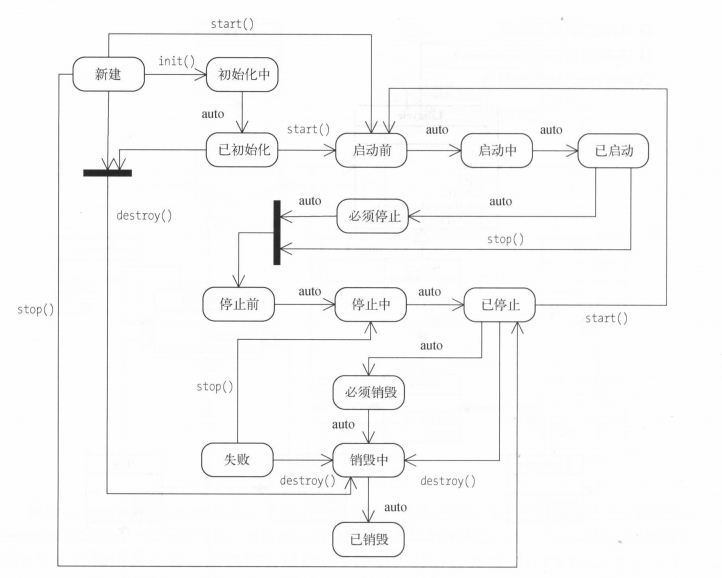 start()
新建
init()
初始化中
auto
已初始化
start()
启动前
auto
启动中
auto
已启动
destroy()
auto
必须停止
auto
stop()
停止前
auto
停止中
auto
已停止
stop()
start()
auto
stop()
必须销毁
auto
失败
销毁中
destroy()
destroy()
auto
已销毁